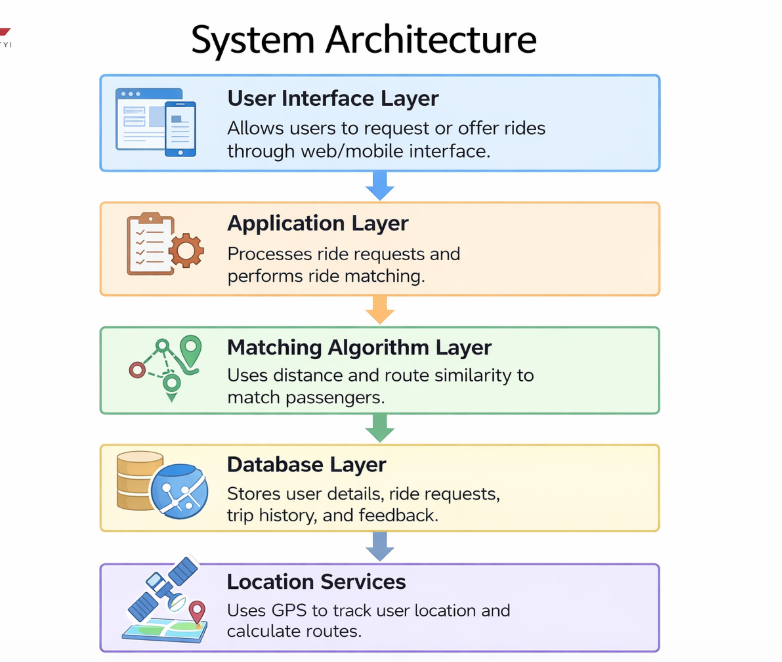 System Architecture
User Interface Layer
Allows users to request or offer rides
through web/mobile interface.
Application Layer
Processes ride requests and
performs ride matching.
Matching Algorithm Layer
Uses distance and route similarity to
match passengers.
Database Layer
Stores user details, ride requests,
trip history, and feedback.
Location Services
Uses GPS to track user location and
calculate routes.